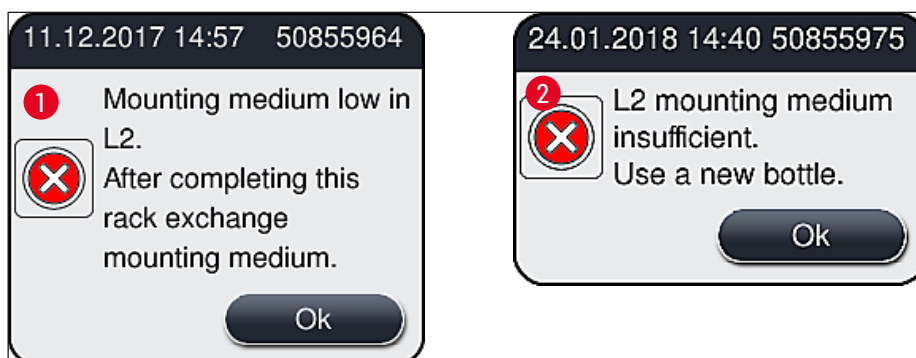 11.12.2017 14:57 50855964
1
Mounting medium low in
L2.
After completing this
rack exchange
mounting medium.
Ok
24.01.2018 14:40 50855975
2
L2 mounting medium
insufficient.
Use a new bottle.
Ok